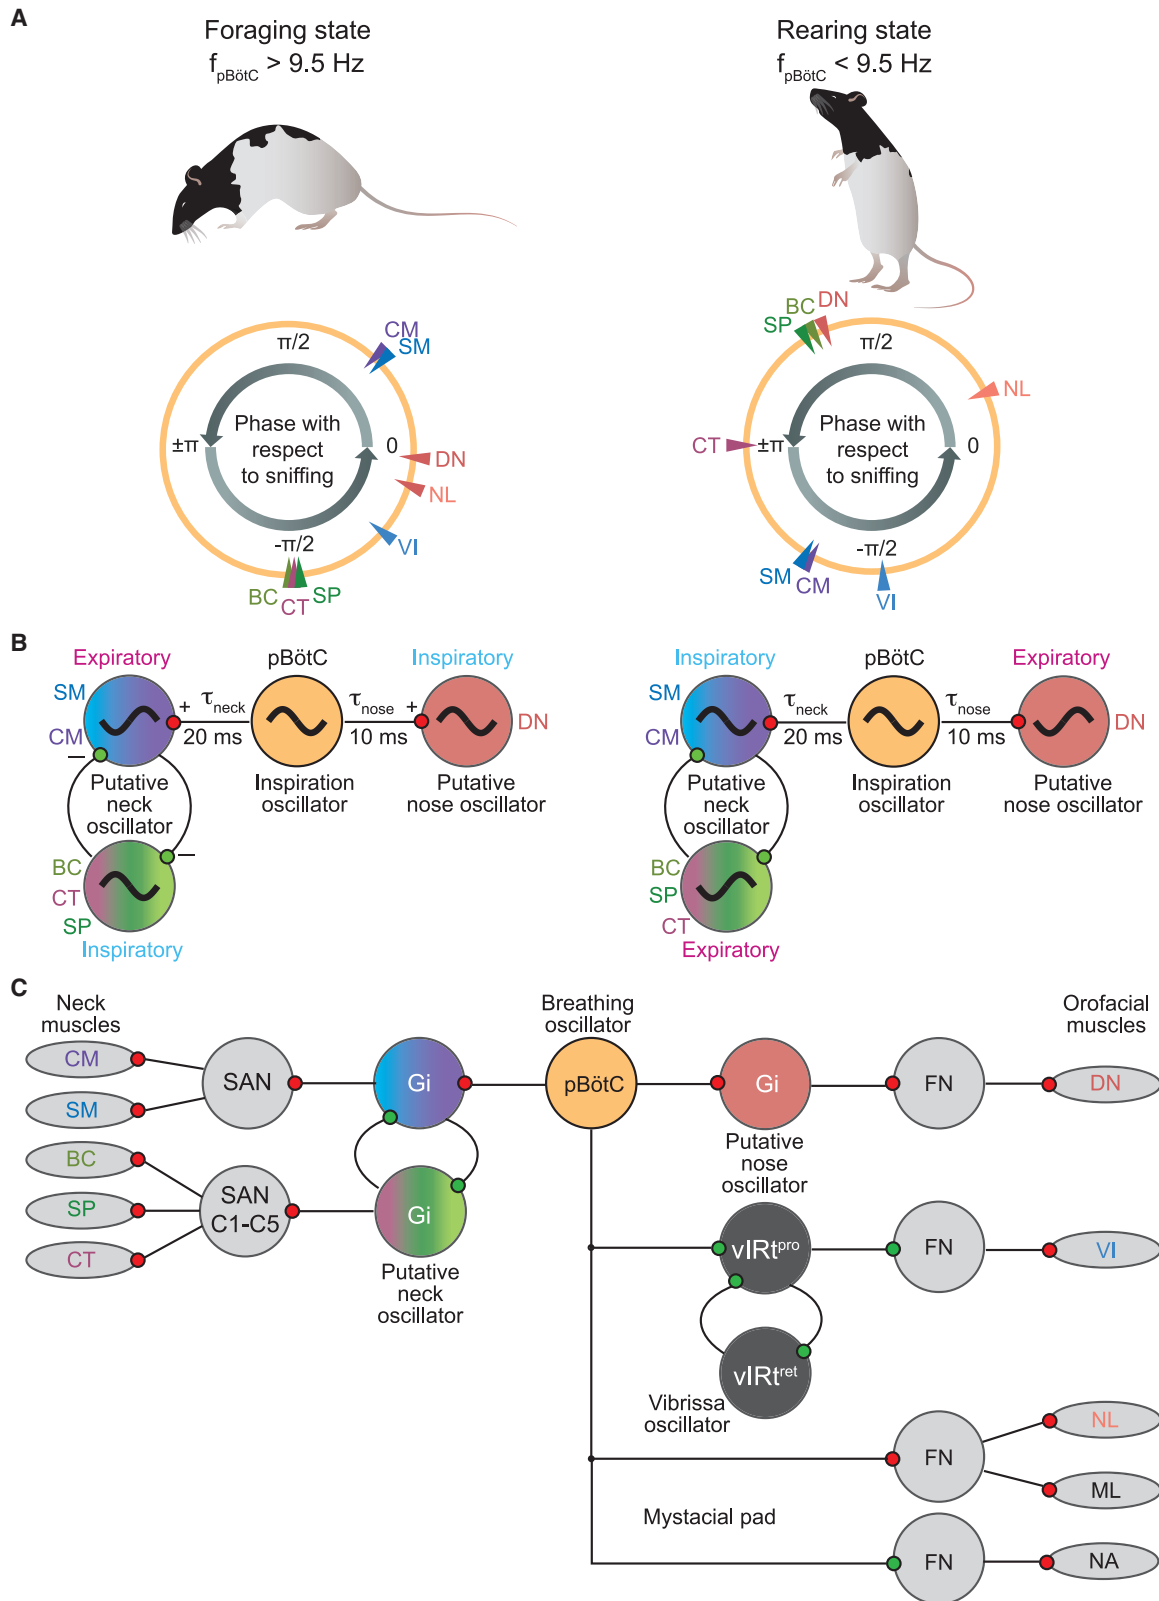 A
Foraging state
f_pBötC > 9.5 Hz
Rearing state
f_pBötC < 9.5 Hz
π/2
CM
SM
±π
Phase with
respect
to sniffing
0
DN
NL
VI
-π/2
BC
CT
SP
SP
BC
DN
π/2
NL
CT
±π
Phase with
respect
to sniffing
0
-π/2
SM
CM
VI
B
Expiratory
pBötC
Inspiratory
SM
CM
+
τneck
20 ms
τnose
10 ms
+
DN
–
Putative
neck
oscillator
Inspiration
oscillator
Putative
nose oscillator
–
BC
CT
SP
Inspiratory
Inspiratory
pBötC
Expiratory
SM
CM
τneck
20 ms
τnose
10 ms
DN
Putative
neck
oscillator
Inspiration
oscillator
Putative
nose oscillator
BC
SP
CT
Expiratory
C
Neck
muscles
Breathing
oscillator
Orofacial
muscles
CM
SM
SAN
Gi
pBötC
Gi
FN
DN
BC
SP
CT
SAN
C1-C5
Gi
Putative
neck
oscillator
Putative
nose
oscillator
vIRt^pro
FN
VI
vIRt^ret
Vibrissa
oscillator
FN
NL
ML
Mystacial pad
FN
NA